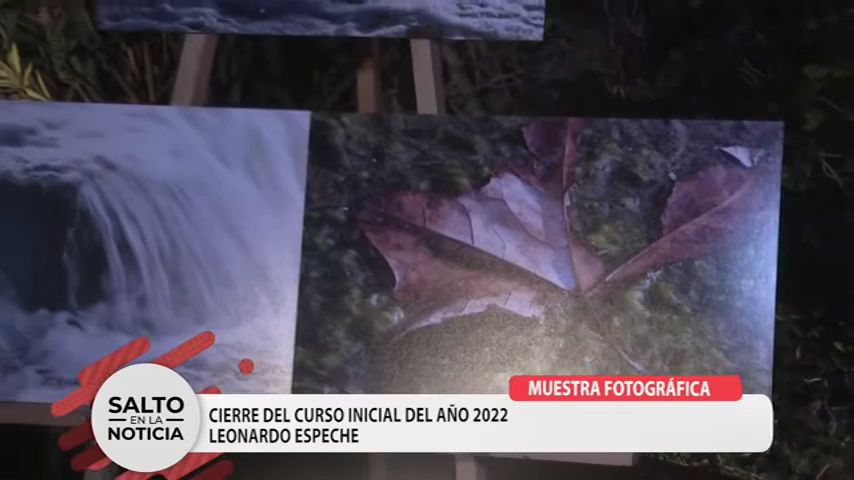 MUESTRA FOTOGRÁFICA
SALTO
EN LA
NOTICIA
CIERRE DEL CURSO INICIAL DEL AÑO 2022
LEONARDO ESPECHE